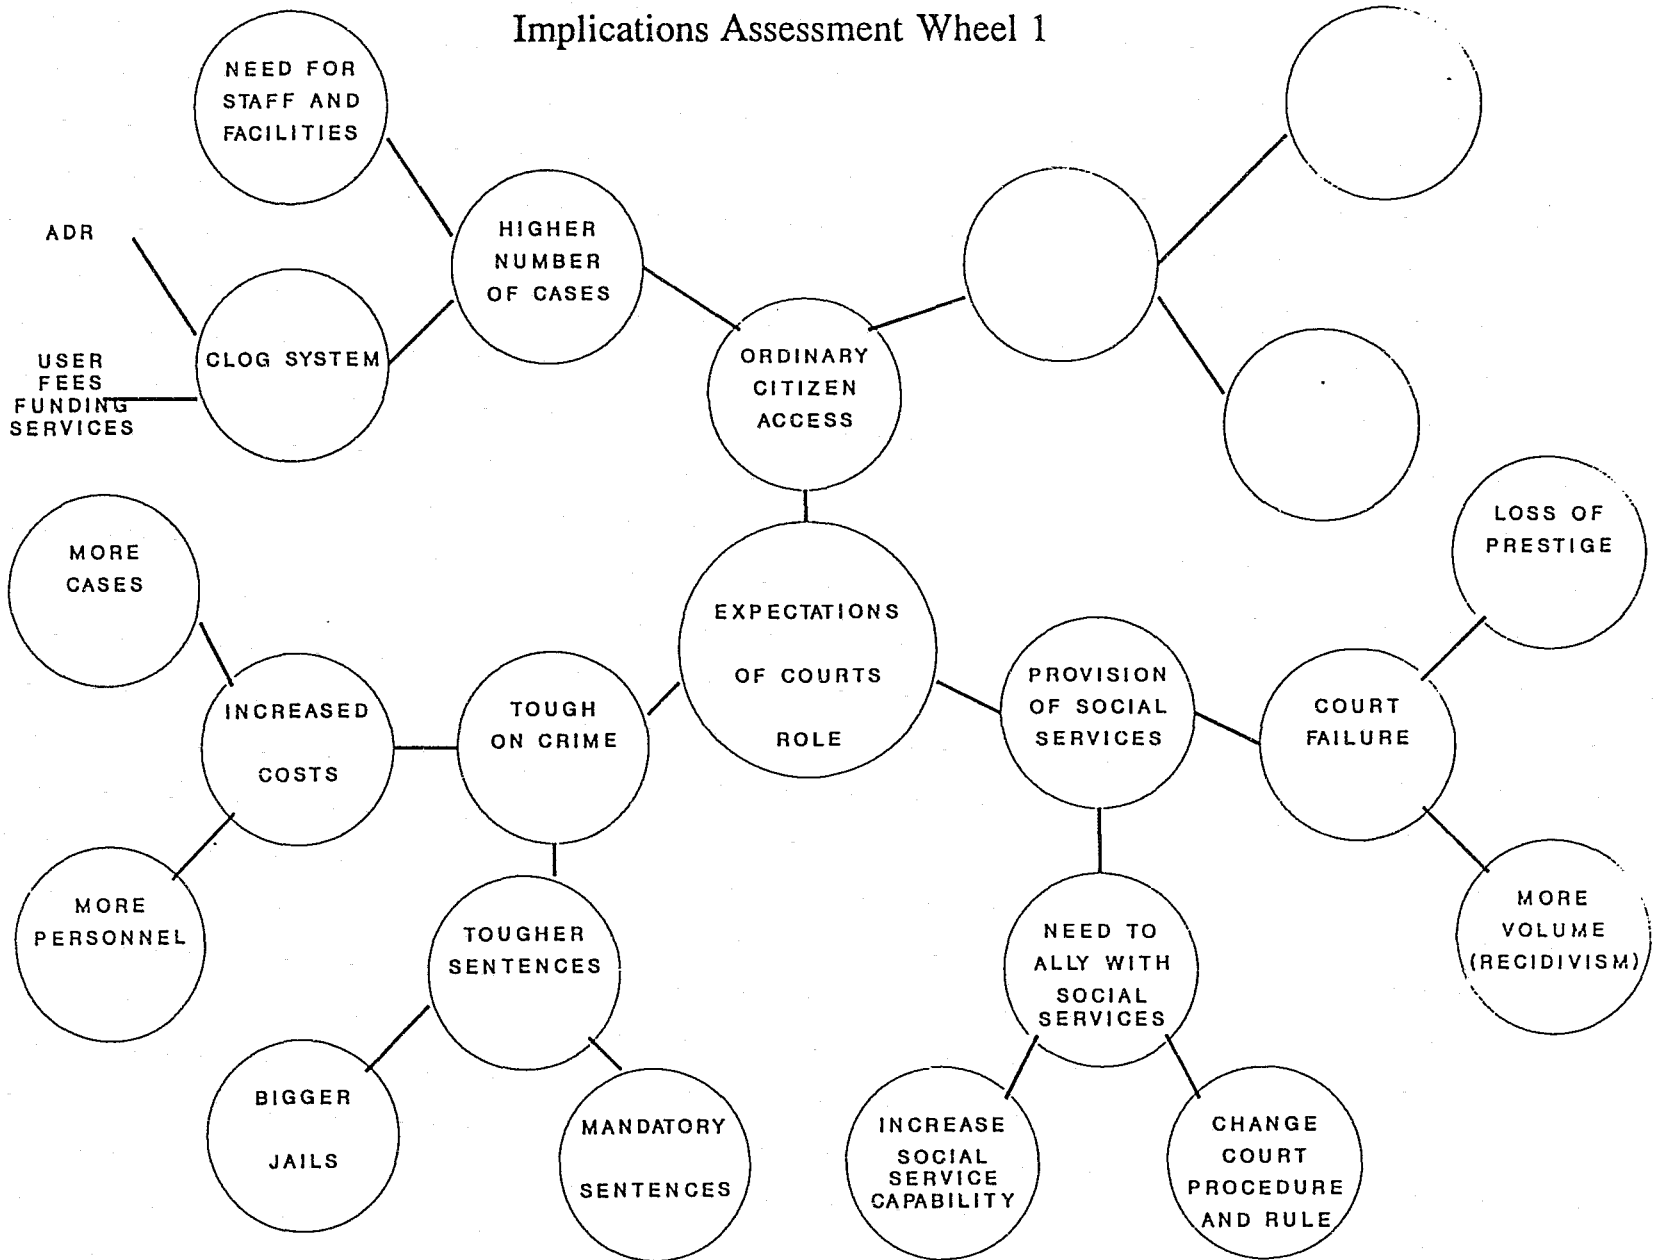 Implications Assessment Wheel 1
NEED FOR
STAFF AND
FACILITIES
HIGHER
NUMBER
OF CASES
ADR
CLOG SYSTEM
USER
FEES
FUNDING
SERVICES
ORDINARY
CITIZEN
ACCESS
LOSS OF
PRESTIGE
MORE
CASES
EXPECTATIONS
OF COURTS
ROLE
PROVISION
OF SOCIAL
SERVICES
COURT
FAILURE
INCREASED
COSTS
TOUGH
ON CRIME
MORE
PERSONNEL
TOUGHER
SENTENCES
NEED TO
ALLY WITH
SOCIAL
SERVICES
MORE
VOLUME
(RECIDIVISM)
BIGGER
JAILS
MANDATORY
SENTENCES
INCREASE
SOCIAL
SERVICE
CAPABILITY
CHANGE
COURT
PROCEDURE
AND RULE